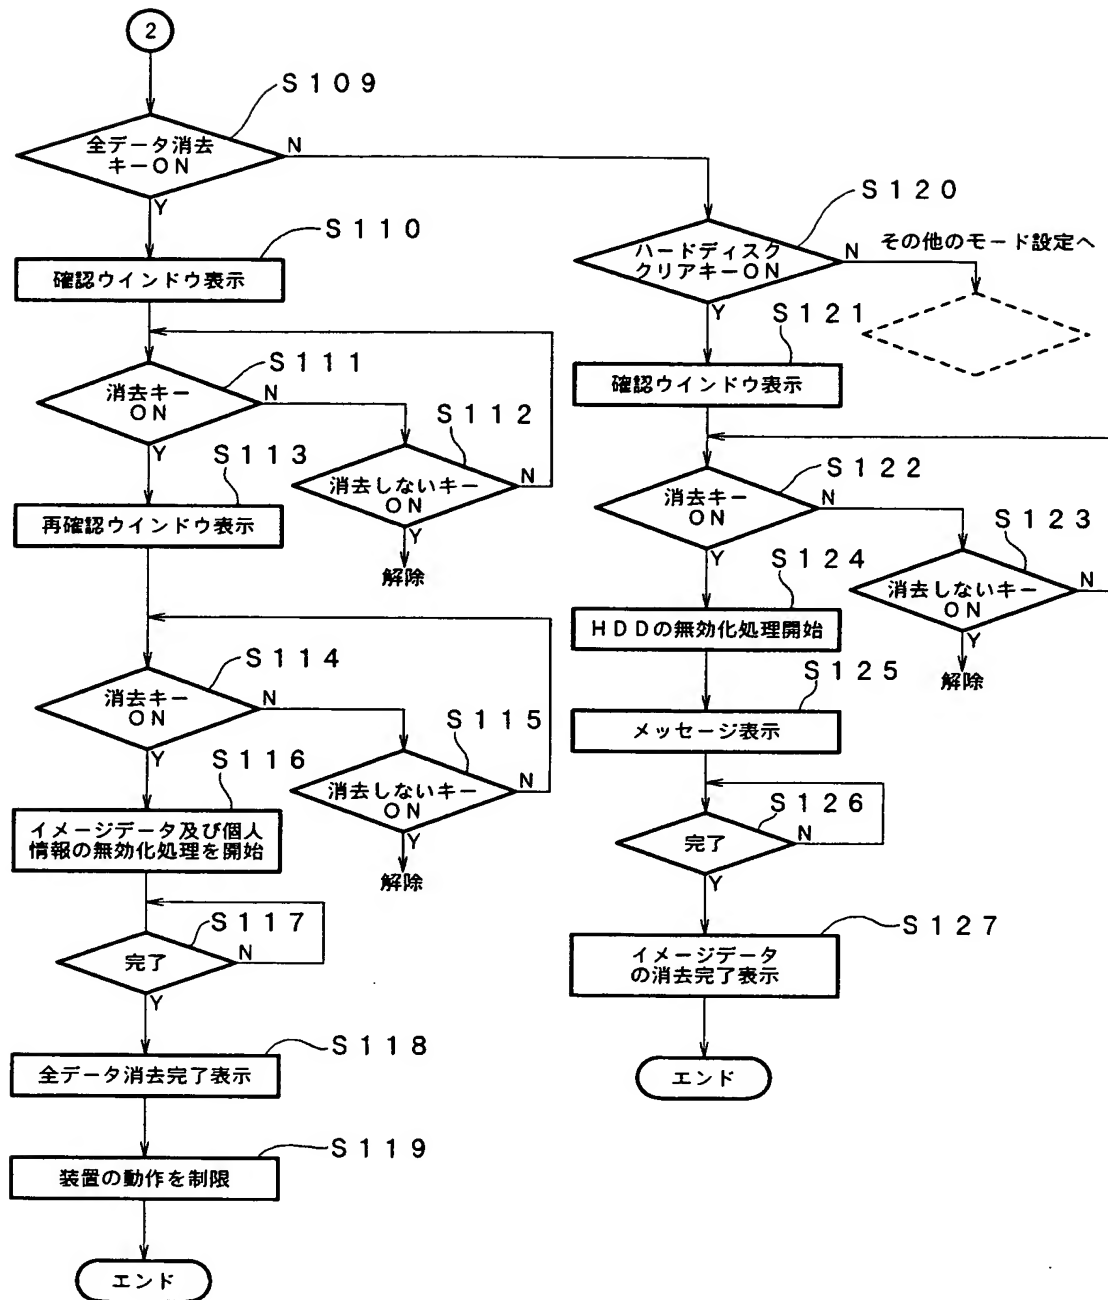 2
S109
全データ消去
キーON
N
Y
S110
確認ウインドウ表示
S111
消去キー
ON
N
Y
S112
消去しないキー
ON
N
Y
解除
S113
再確認ウインドウ表示
S114
消去キー
ON
N
Y
S115
消去しないキー
ON
N
Y
解除
S116
イメージデータ及び個人
情報の無効化処理を開始
S117
完了
N
Y
S118
全データ消去完了表示
S119
装置の動作を制限
エンド
S120
ハードディスク
クリアキーON
N
Y
その他のモード設定へ
S121
確認ウインドウ表示
S122
消去キー
ON
N
Y
S123
消去しないキー
ON
N
Y
解除
S124
HDDの無効化処理開始
S125
メッセージ表示
S126
完了
N
Y
S127
イメージデータ
の消去完了表示
エンド